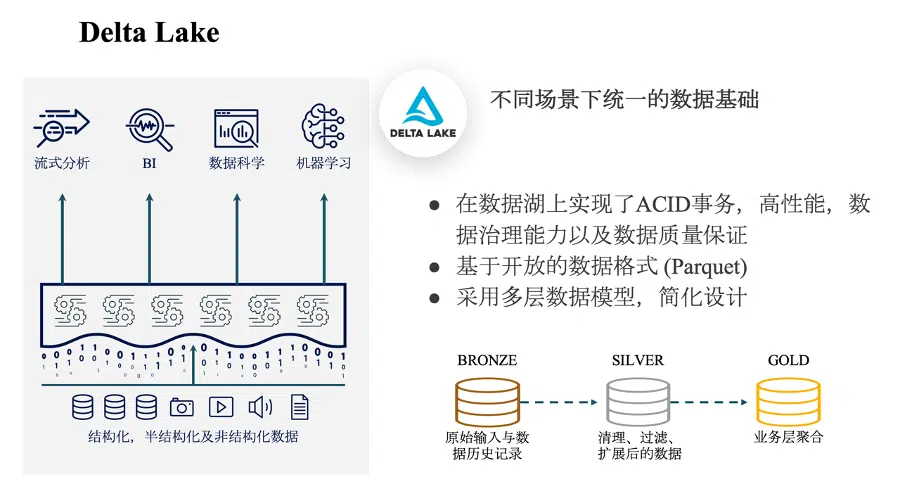 Delta Lake
流式分析
BI
数据科学
机器学习
结构化，半结构化及非结构化数据
DELTA LAKE
不同场景下统一的数据基础
● 在数据湖上实现了ACID事务，高性能，数
据治理能力以及数据质量保证
● 基于开放的数据格式 (Parquet)
● 采用多层数据模型，简化设计
BRONZE
原始输入与数
据历史记录
SILVER
清理、过滤、
扩展后的数据
GOLD
业务层聚合